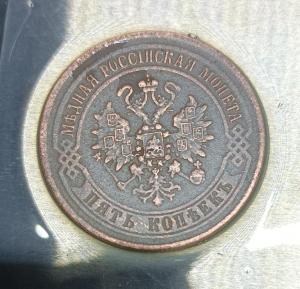 МѢДНАЯ РОССІЙСКАЯ МОНЕТА
ПЯТЬ КОПѢЕКЪ